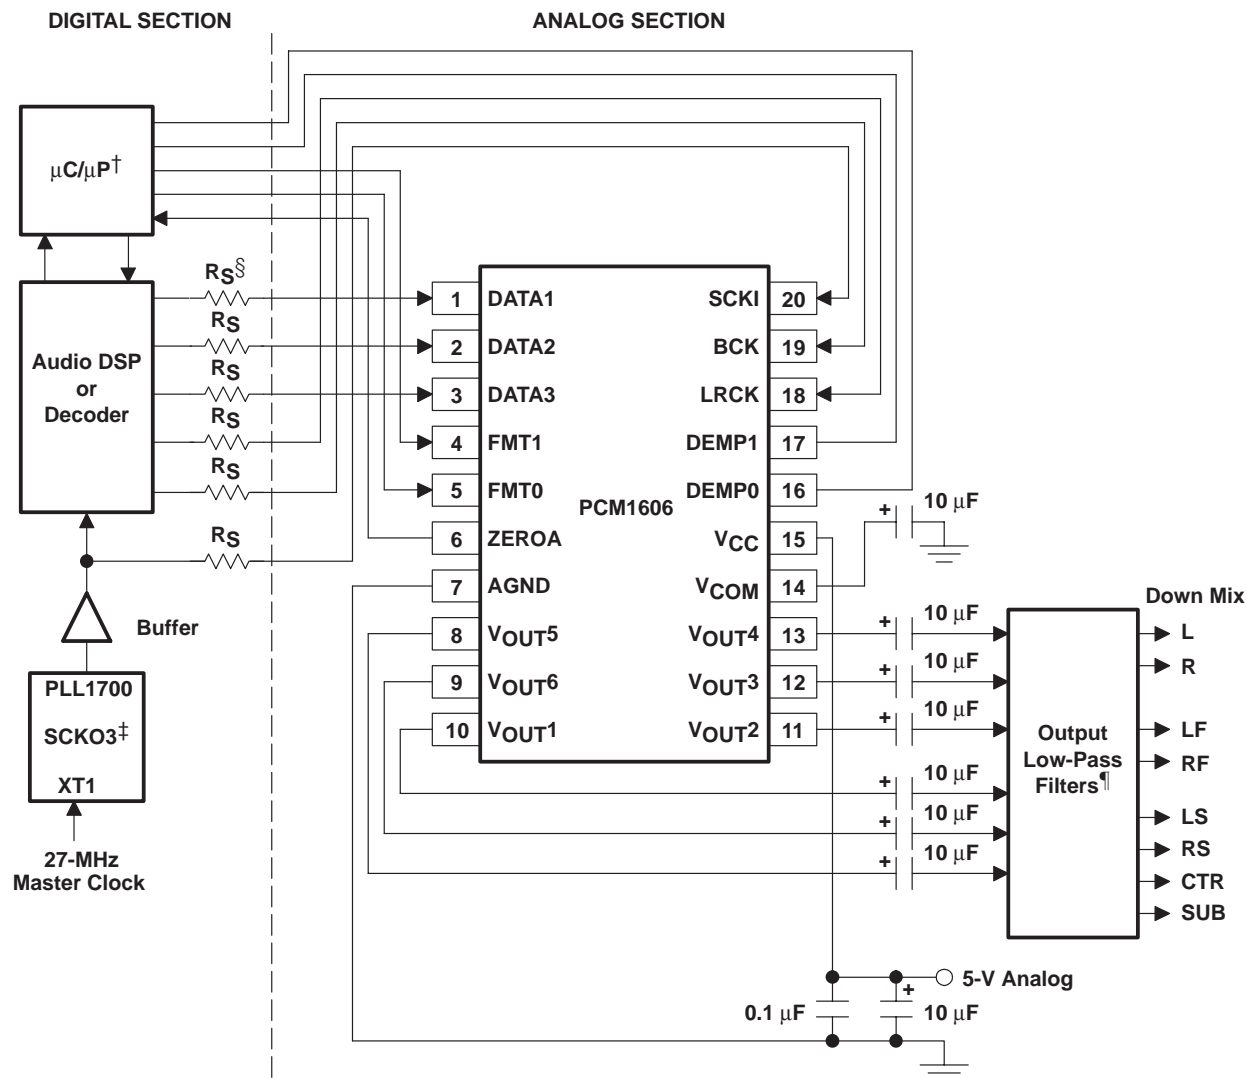 DIGITAL SECTION
ANALOG SECTION
μC/μP†
RS§
RS
RS
RS
RS
RS
Audio DSP
or
Decoder
Buffer
PLL1700
SCKO3‡
XT1
27-MHz
Master Clock
1 DATA1
2 DATA2
3 DATA3
4 FMT1
5 FMT0
6 ZEROA
7 AGND
8 VOUT5
9 VOUT6
10 VOUT1
PCM1606
SCKI 20
BCK 19
LRCK 18
DEMP1 17
DEMP0 16
VCC 15
VCOM 14
VOUT4 13
VOUT3 12
VOUT2 11
+ 10 μF
+ 10 μF
+ 10 μF
+ 10 μF
+ 10 μF
+ 10 μF
+ 10 μF
Output
Low-Pass
Filters¶
Down Mix
L
R
LF
RF
LS
RS
CTR
SUB
5-V Analog
0.1 μF
+ 10 μF